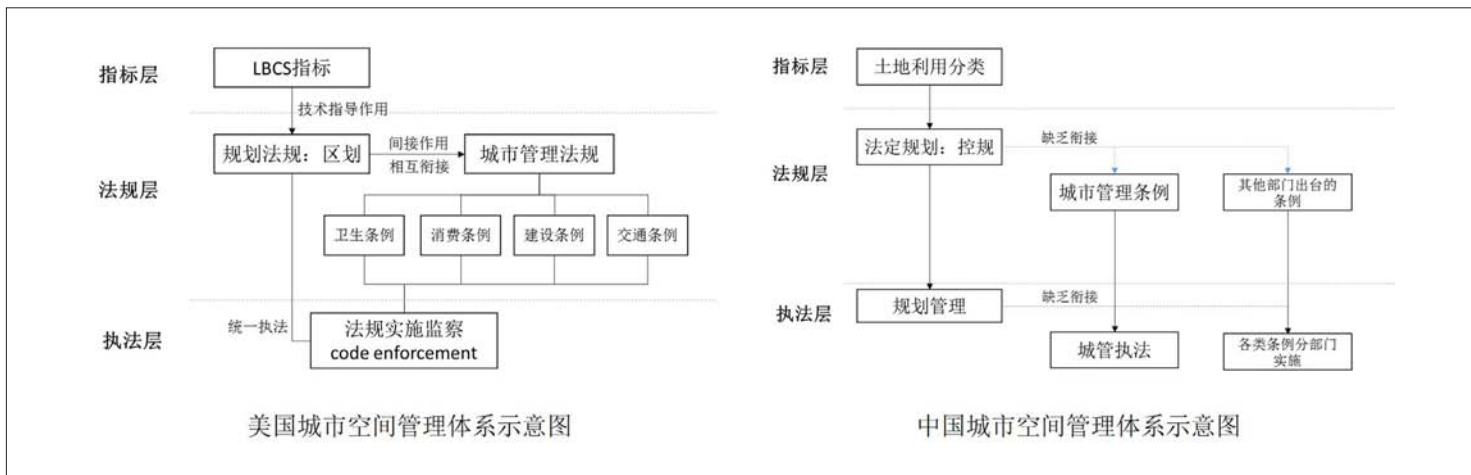 指标层
LBCS指标
技术指导作用
法规层
规划法规：区划
间接作用
相互衔接
城市管理法规
卫生条例
消费条例
建设条例
交通条例
执法层
统一执法
法规实施监察
code enforcement
美国城市空间管理体系示意图
指标层
土地利用分类
法规层
法定规划：控规
缺乏衔接
城市管理条例
其他部门出台的
条例
执法层
规划管理
缺乏衔接
城管执法
各类条例分部门
实施
中国城市空间管理体系示意图